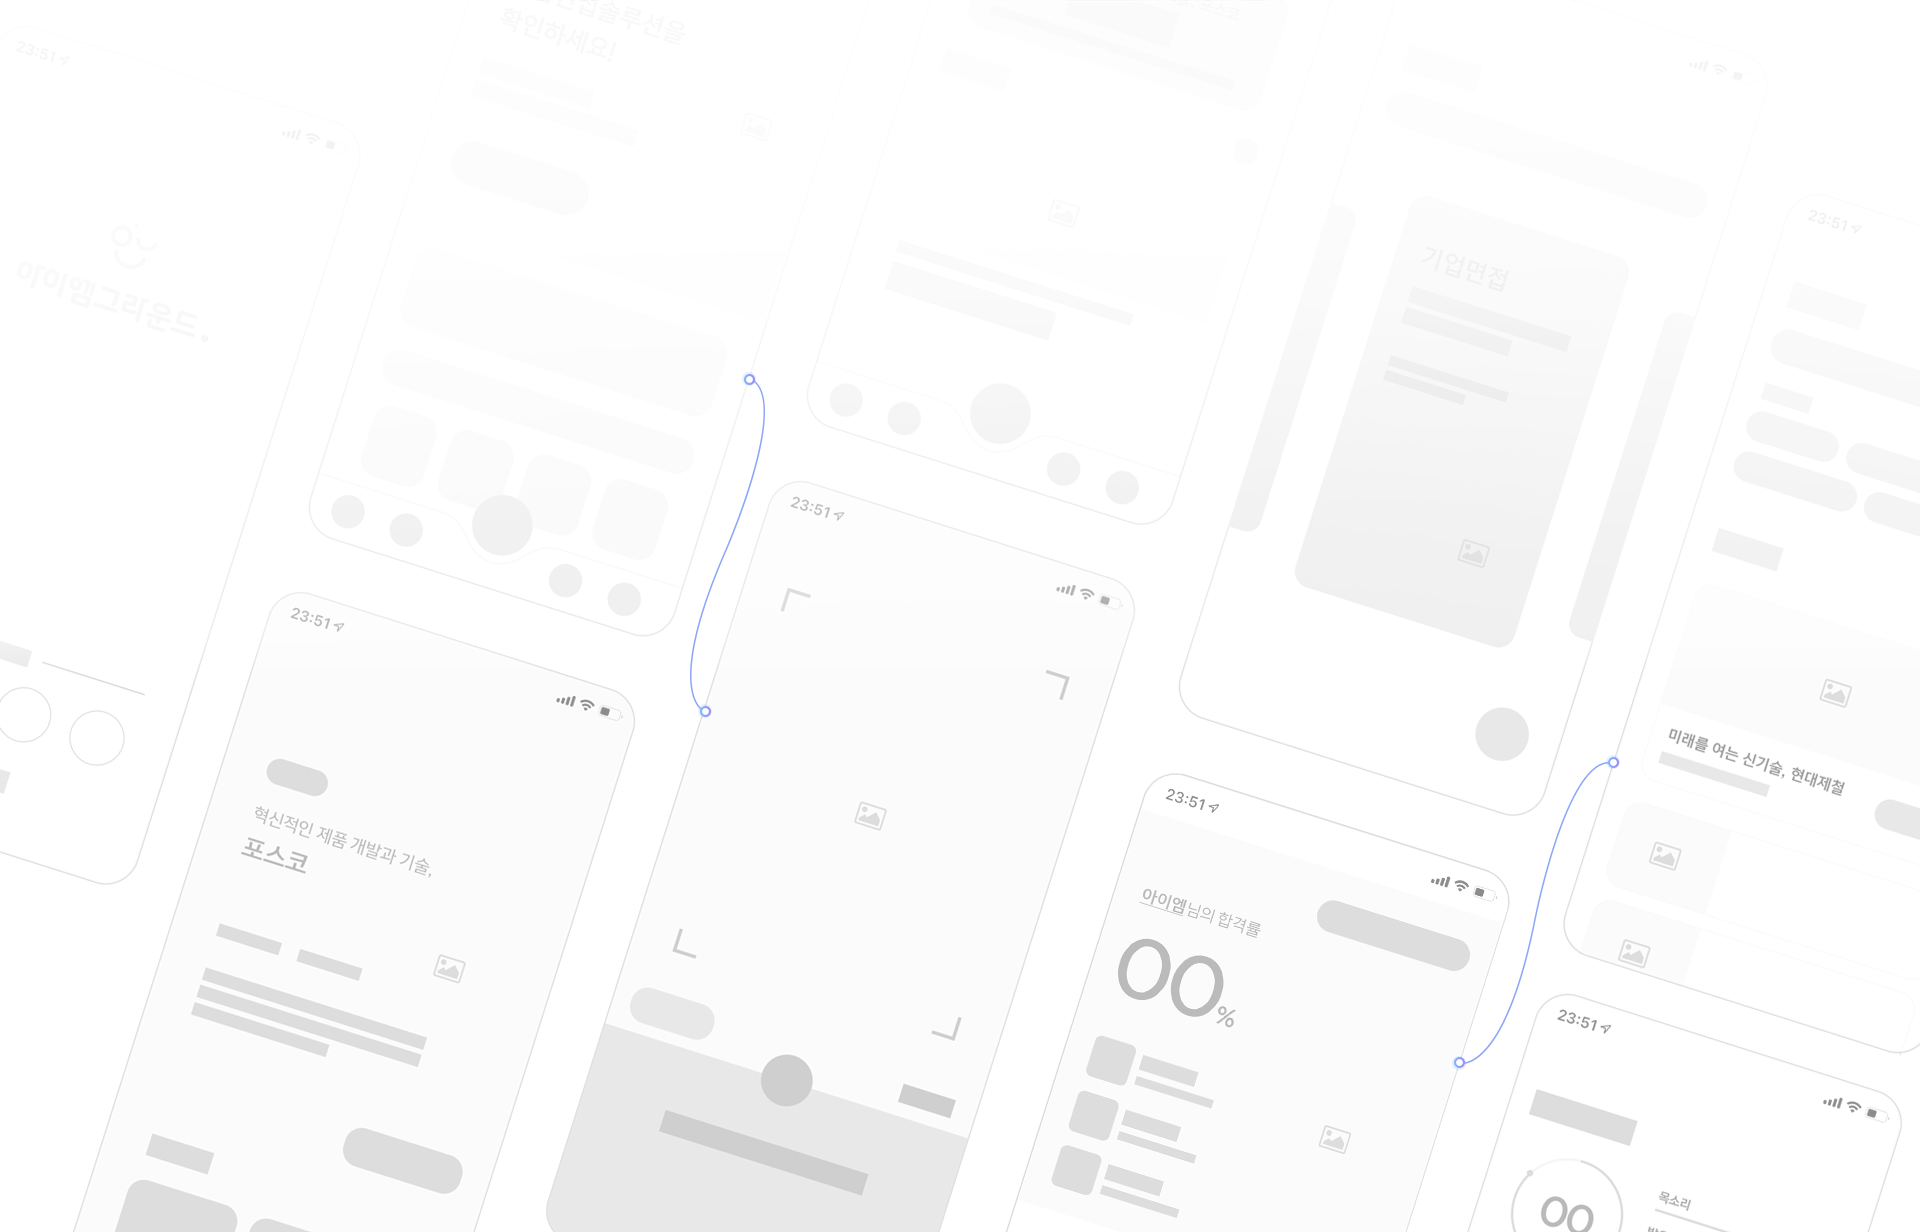 23:51
아이엠그라운드.
확인하세요!
23:51
혁신적인 제품 개발과 기술,
포스코
23:51
기업면접
23:51
아이엠님의 합격률
00%
23:51
미래를 여는 신기술, 현대제철
23:51
00
목소리